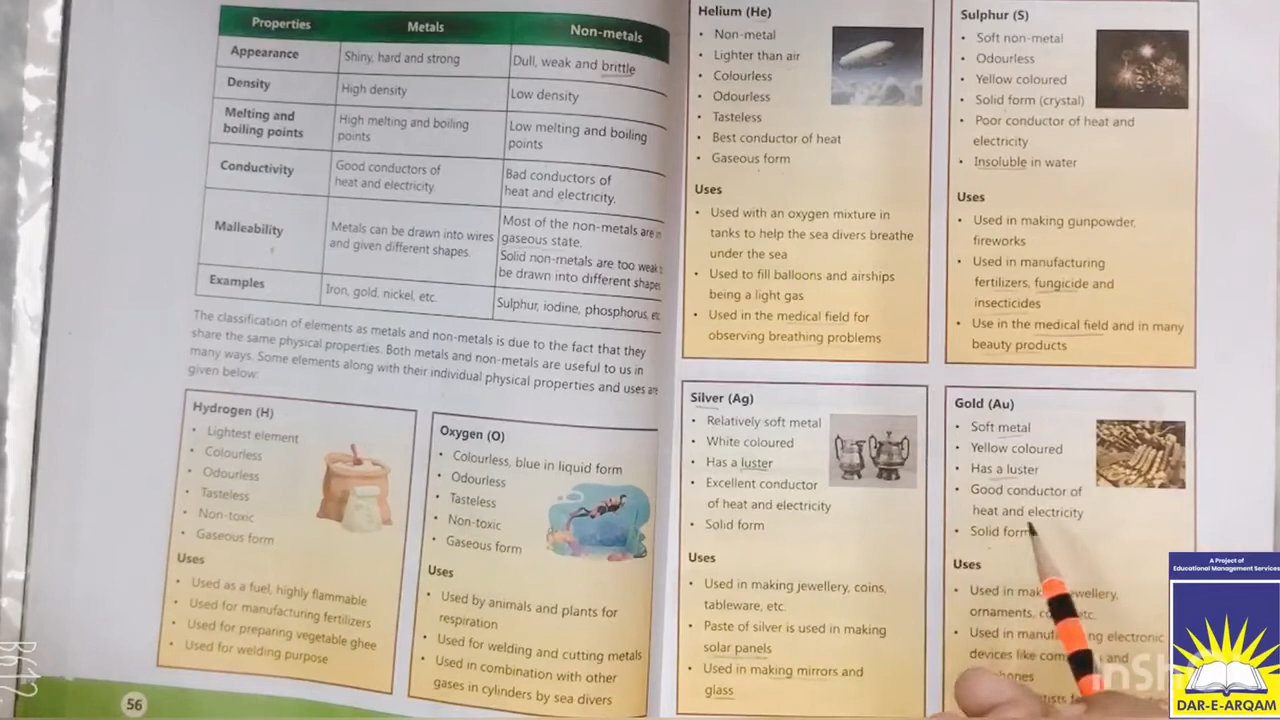 Properties Metals Non-metals
Appearance Shiny, hard and strong Dull, weak and brittle
Density High density Low density
Melting and boiling points High melting and boiling points Low melting and boiling points
Conductivity Good conductors of heat and electricity Bad conductors of heat and electricity.
Malleability Metals can be drawn into wires and given different shapes. Most of the non-metals are in gaseous state. Solid non-metals are too weak be drawn into different shapes
Examples Iron, gold, nickel, etc. Sulphur, iodine, phosphorus,
The classification of elements as metals and non-metals is due to the fact that they
share the same physical properties. Both metals and non-metals are useful to us in
many ways. Some elements along with their individual physical properties and uses are
given below:
Hydrogen (H)
• Lightest element
• Colourless
• Odourless
• Tasteless
• Non-toxic
• Gaseous form
Uses
• Used as a fuel, highly flammable
• Used for manufacturing fertilizers
• Used for preparing vegetable ghee
• Used for welding purpose
Oxygen (O)
• Colourless, blue in liquid form
• Odourless
• Tasteless
• Non-toxic
• Gaseous form
Uses
• Used by animals and plants for
respiration
• Used for welding and cutting metals
• Used in combination with other
gases in cylinders by sea divers
56
Helium (He)
• Non-metal
• Lighter than air
• Colourless
• Odourless
• Tasteless
• Best conductor of heat
• Gaseous form
Uses
• Used with an oxygen mixture in
tanks to help the sea divers breathe
under the sea
• Used to fill balloons and airships
being a light gas
• Used in the medical field for
observing breathing problems
Sulphur (S)
• Soft non-metal
• Odourless
• Yellow coloured
• Solid form (crystal)
• Poor conductor of heat and
electricity
• Insoluble in water
Uses
• Used in making gunpowder,
fireworks
• Used in manufacturing
fertilizers, fungicide and
insecticides
• Use in the medical field and in many
beauty products
Silver (Ag)
• Relatively soft metal
• White coloured
• Has a luster
• Excellent conductor
of heat and electricity
• Solid form
Uses
• Used in making jewellery, coins,
tableware, etc.
• Paste of silver is used in making
solar panels
• Used in making mirrors and
glass
Gold (Au)
• Soft metal
• Yellow coloured
• Has a luster
• Good conductor of
heat and electricity
• Solid form
Uses
• Used in
ornaments,
• Used in electronic
devices like and
A Project of
Educational Management Services
DAR-E-ARQAM